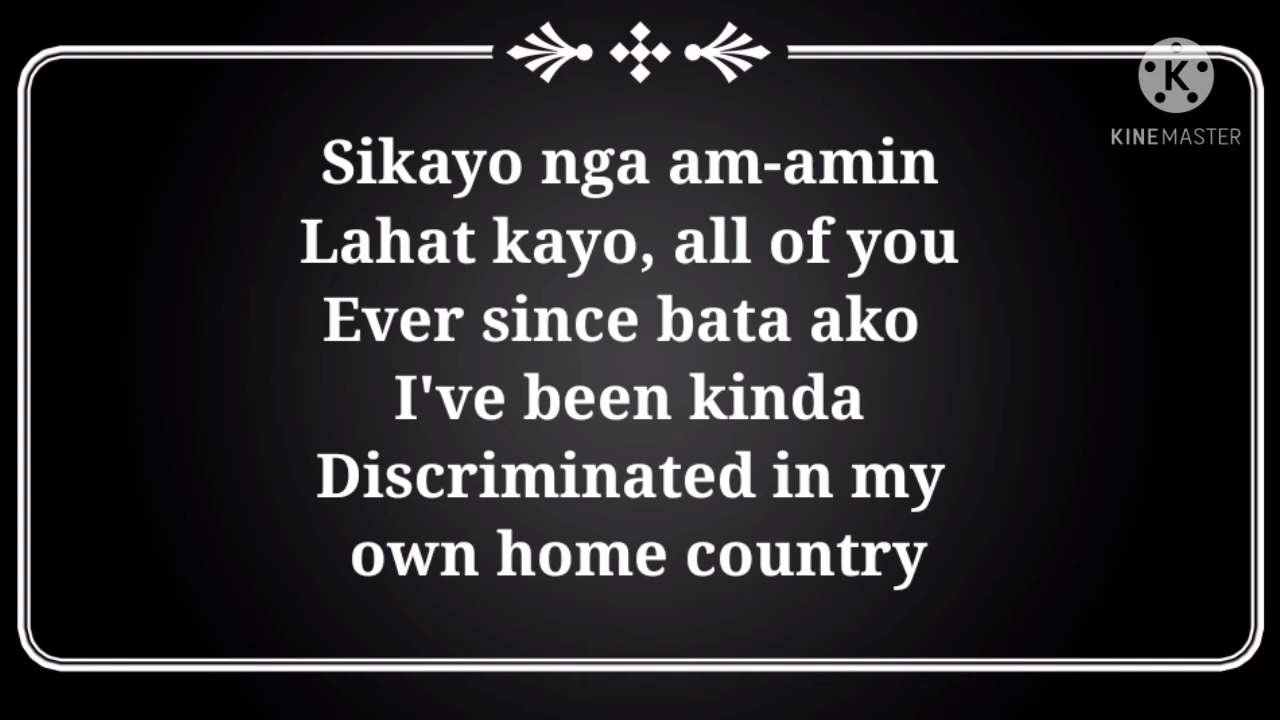 K
KINEMASTER
Sikayo nga am-amin
Lahat kayo, all of you
Ever since bata ako
I've been kinda
Discriminated in my
own home country